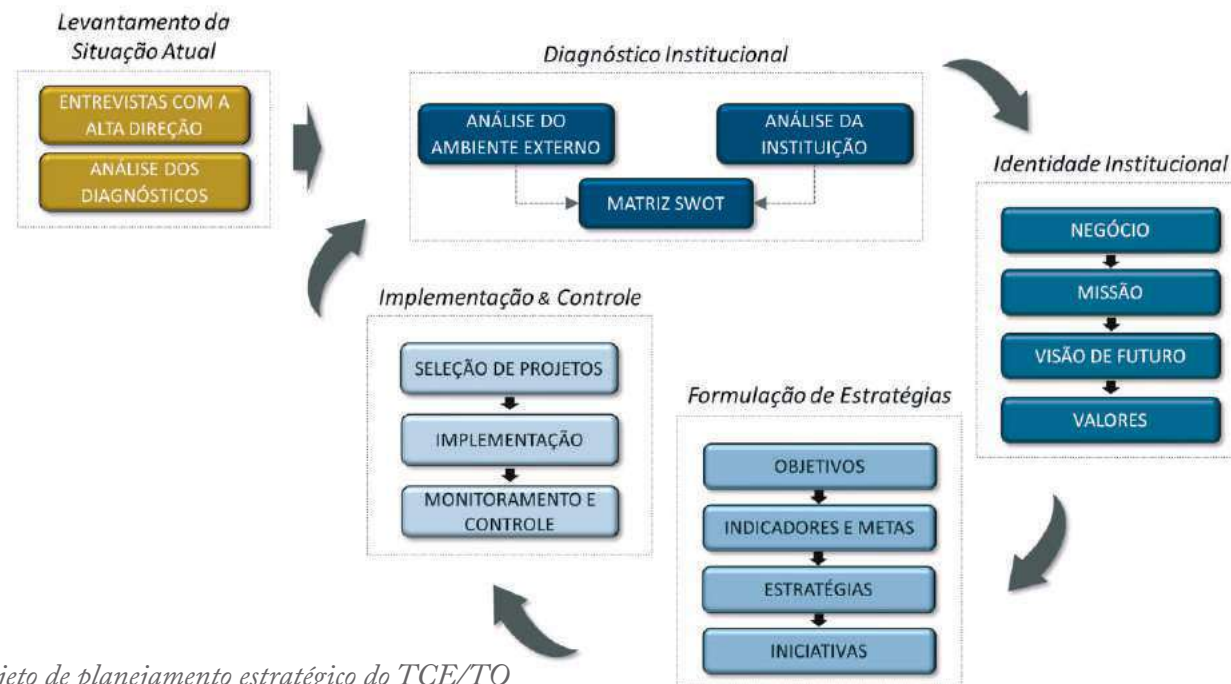 Levantamento da
Situação Atual
ENTREVISTAS COM A
ALTA DIREÇÃO
ANÁLISE DOS
DIAGNÓSTICOS
Diagnóstico Institucional
ANÁLISE DO
AMBIENTE EXTERNO
ANÁLISE DA
INSTITUIÇÃO
MATRIZ SWOT
Identidade Institucional
NEGÓCIO
MISSÃO
VISÃO DE FUTURO
VALORES
Formulação de Estratégias
OBJETIVOS
INDICADORES E METAS
ESTRATÉGIAS
INICIATIVAS
Implementação & Controle
SELEÇÃO DE PROJETOS
IMPLEMENTAÇÃO
MONITORAMENTO E
CONTROLE
jeto de planejamento estratégico do TCE/TO